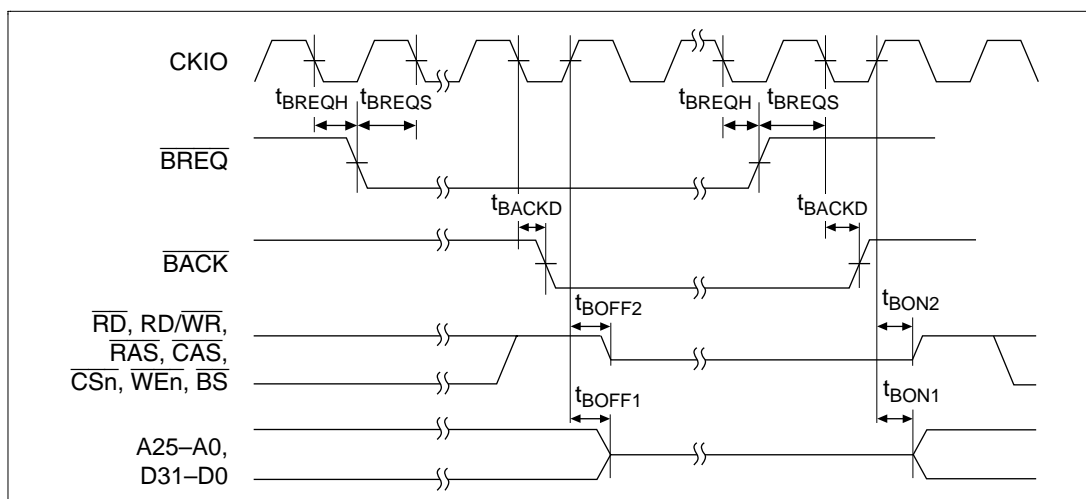 CKIO
tBREQH tBREQS tBREQH tBREQS
BREQ
tBACKD tBACKD
BACK
tBOFF2 tBON2
RD, RD/WR,
RAS, CAS,
CSn, WEn, BS
tBOFF1 tBON1
A25–A0,
D31–D0